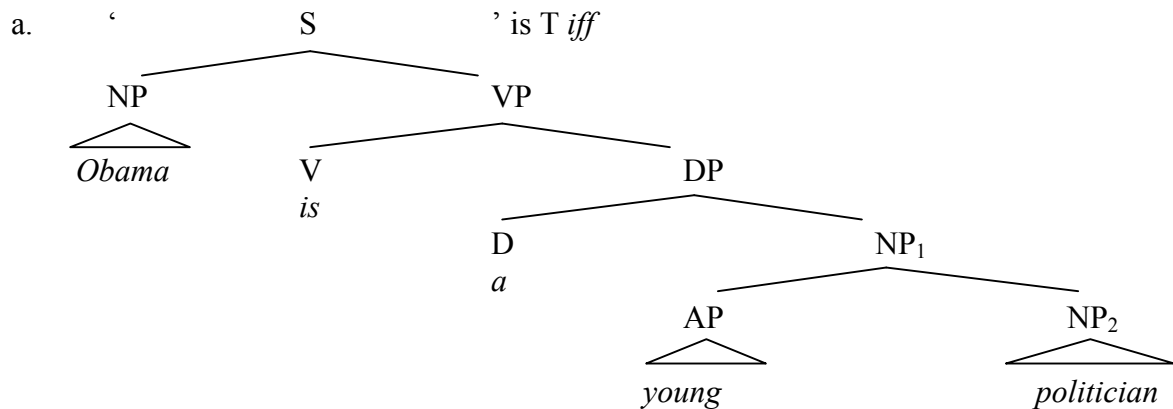 a. ‘ S ’ is T iff
NP VP
Obama V DP
is
D NP₁
a
AP NP₂
young politician